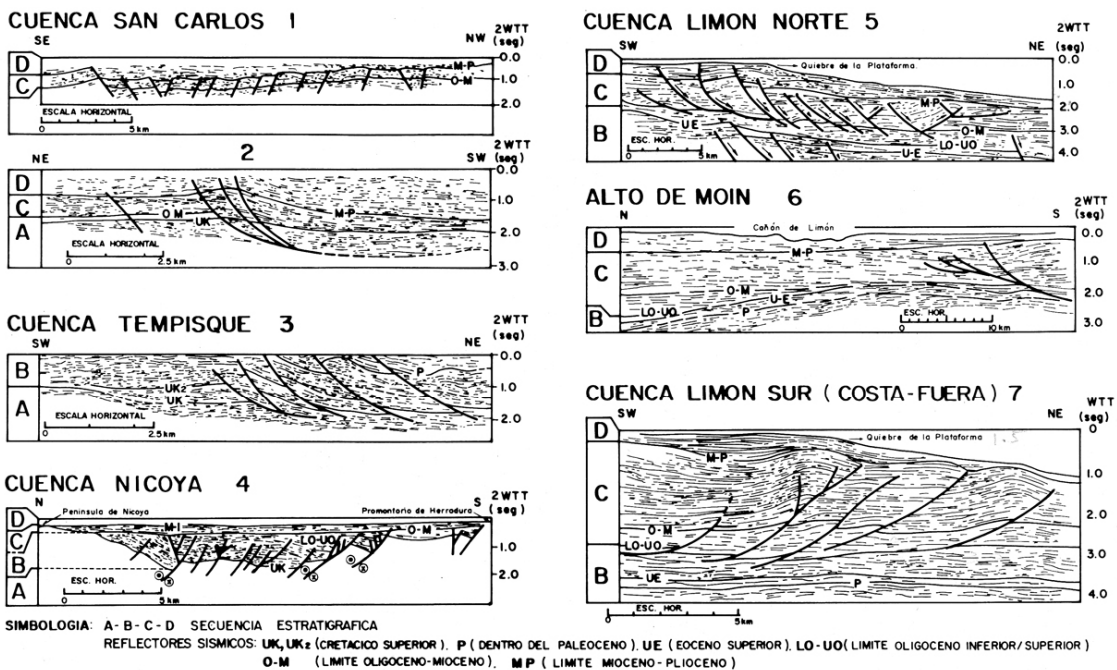 CUENCA SAN CARLOS 1
SE
NW
2WTT
(seg)
D
C
M-P
O-M
0.0
1.0
2.0
ESCALA HORIZONTAL
0
5 km
2
NE
SW
2WTT
(seg)
D
C
A
O M
UK
M-P
0.0
1.0
2.0
3.0
ESCALA HORIZONTAL
0
2.5 km
CUENCA TEMPISQUE 3
SW
NE
2WTT
(seg)
B
A
UK2
UK
P
0.0
1.0
2.0
ESCALA HORIZONTAL
0
2.5 km
CUENCA NICOYA 4
N
S
2WTT
(seg)
Península de Nicoya
Promontorio de Herradura
D
C
B
A
M-I
O-M
LO-UO
UK
1.0
2.0
ESC. HOR.
0
5 km
CUENCA LIMON NORTE 5
SW
NE
2WTT
(seg)
Quiebre de la Plataforma
D
C
B
M-P
UE
O-M
LO-UO
U-E
0.0
1.0
2.0
3.0
4.0
ESC. HOR.
0
5 km
ALTO DE MOIN 6
N
S
2WTT
(seg)
Cañón de Limón
D
C
B
M-P
O-M
U-E
LO-UO
P
0.0
1.0
2.0
3.0
ESC. HOR.
0
10 km
CUENCA LIMON SUR (COSTA-FUERA) 7
SW
NE
WTT
(seg)
Quiebre de la Plataforma
1.5
D
C
B
M-P
O-M
LO-UO
UE
P
0
1.0
2.0
3.0
4.0
ESC. HOR.
0
5 km
SIMBOLOGIA: A-B-C-D SECUENCIA ESTRATIGRAFICA
REFLECTORES SISMICOS: UK, UK2 (CRETACICO SUPERIOR). P (DENTRO DEL PALEOCENO). UE (EOCENO SUPERIOR). LO-UO (LIMITE OLIGOCENO INFERIOR/SUPERIOR)
O-M (LIMITE OLIGOCENO-MIOCENO). MP (LIMITE MIOCENO-PLIOCENO)